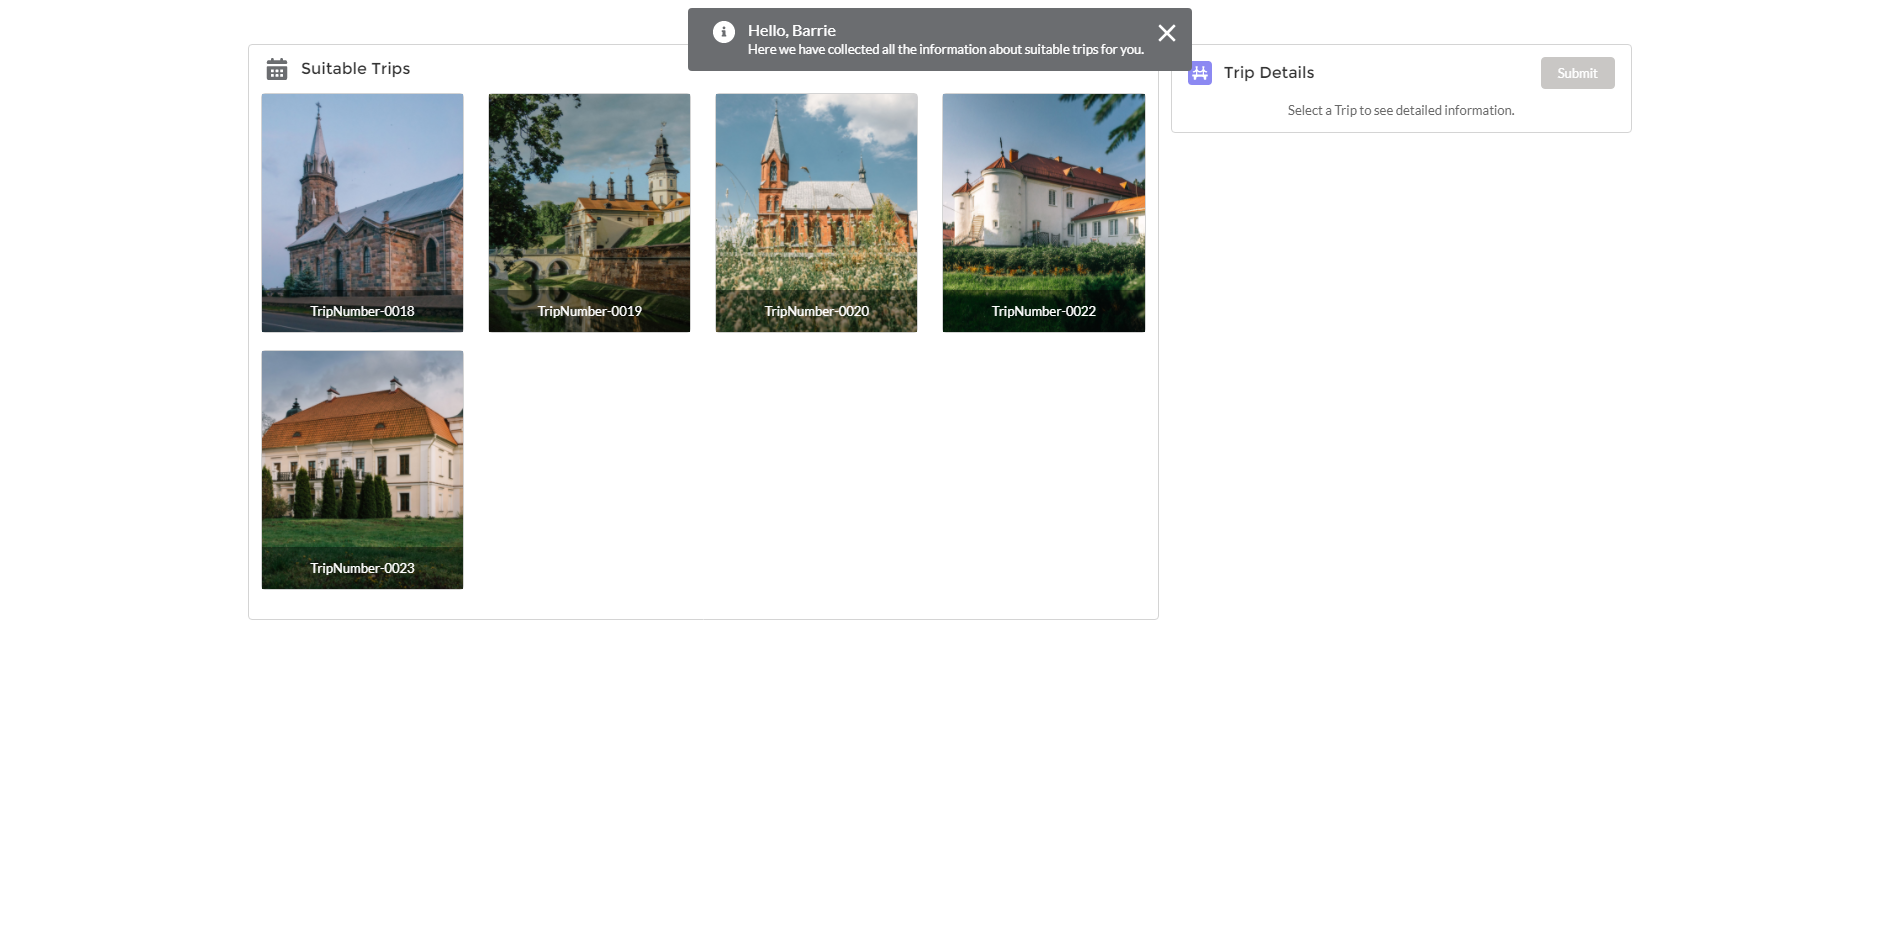 Hello, Barrie
Here we have collected all the information about suitable trips for you.
Suitable Trips
Trip Details
Submit
Select a Trip to see detailed information.
TripNumber-0018
TripNumber-0019
TripNumber-0020
TripNumber-0022
TripNumber-0023